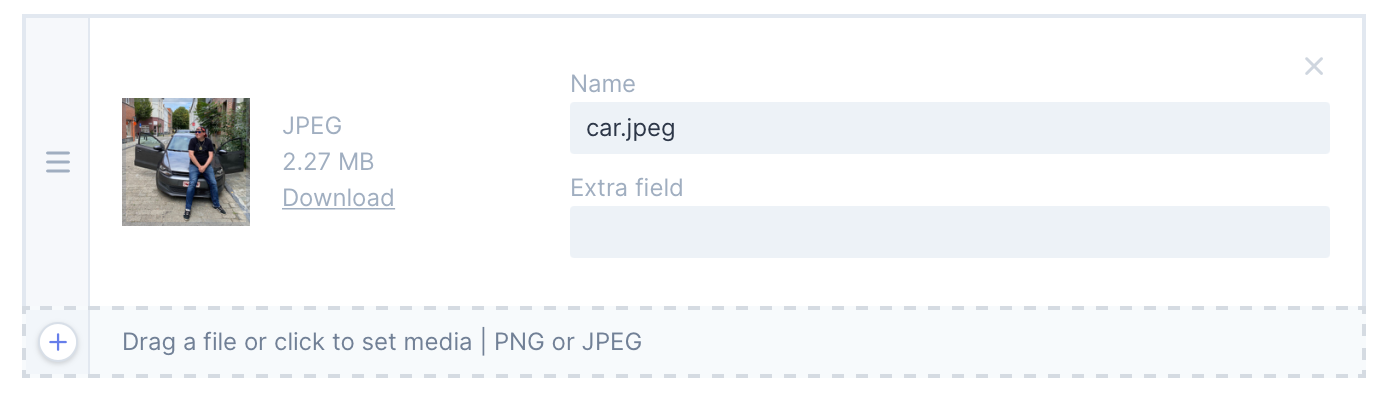 JPEG
2.27 MB
Download
Name
car.jpeg
Extra field
Drag a file or click to set media | PNG or JPEG